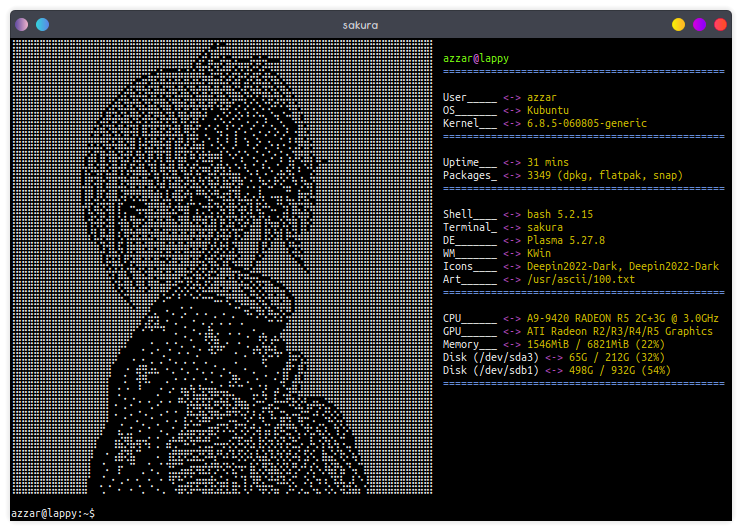 sakura
azzar@lappy
===============================================
User_____ <-> azzar
OS_______ <-> Kubuntu
Kernel___ <-> 6.8.5-060805-generic
===============================================
Uptime___ <-> 31 mins
Packages_ <-> 3349 (dpkg, flatpak, snap)
===============================================
Shell____ <-> bash 5.2.15
Terminal_ <-> sakura
DE_______ <-> Plasma 5.27.8
WM_______ <-> KWin
Icons____ <-> Deepin2022-Dark, Deepin2022-Dark
Art______ <-> /usr/ascii/100.txt
===============================================
CPU______ <-> A9-9420 RADEON R5 2C+3G @ 3.0GHz
GPU______ <-> ATI Radeon R2/R3/R4/R5 Graphics
Memory___ <-> 1546MiB / 6821MiB (22%)
Disk (/dev/sda3) <-> 65G / 212G (32%)
Disk (/dev/sdb1) <-> 498G / 932G (54%)
===============================================
azzar@lappy:~$